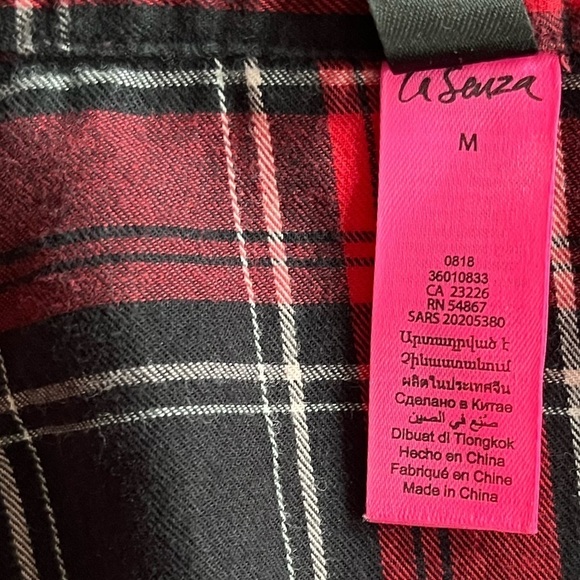 la Senza
M
0818
36010833
CA 23226
RN 54867
SARS 20205380
Արտադրված է
Չինաստանում
ผลิตในประเทศจีน
Сделано в Китае
صنع في الصين
Dibuat di Tiongkok
Hecho en China
Fabriqué en Chine
Made in China